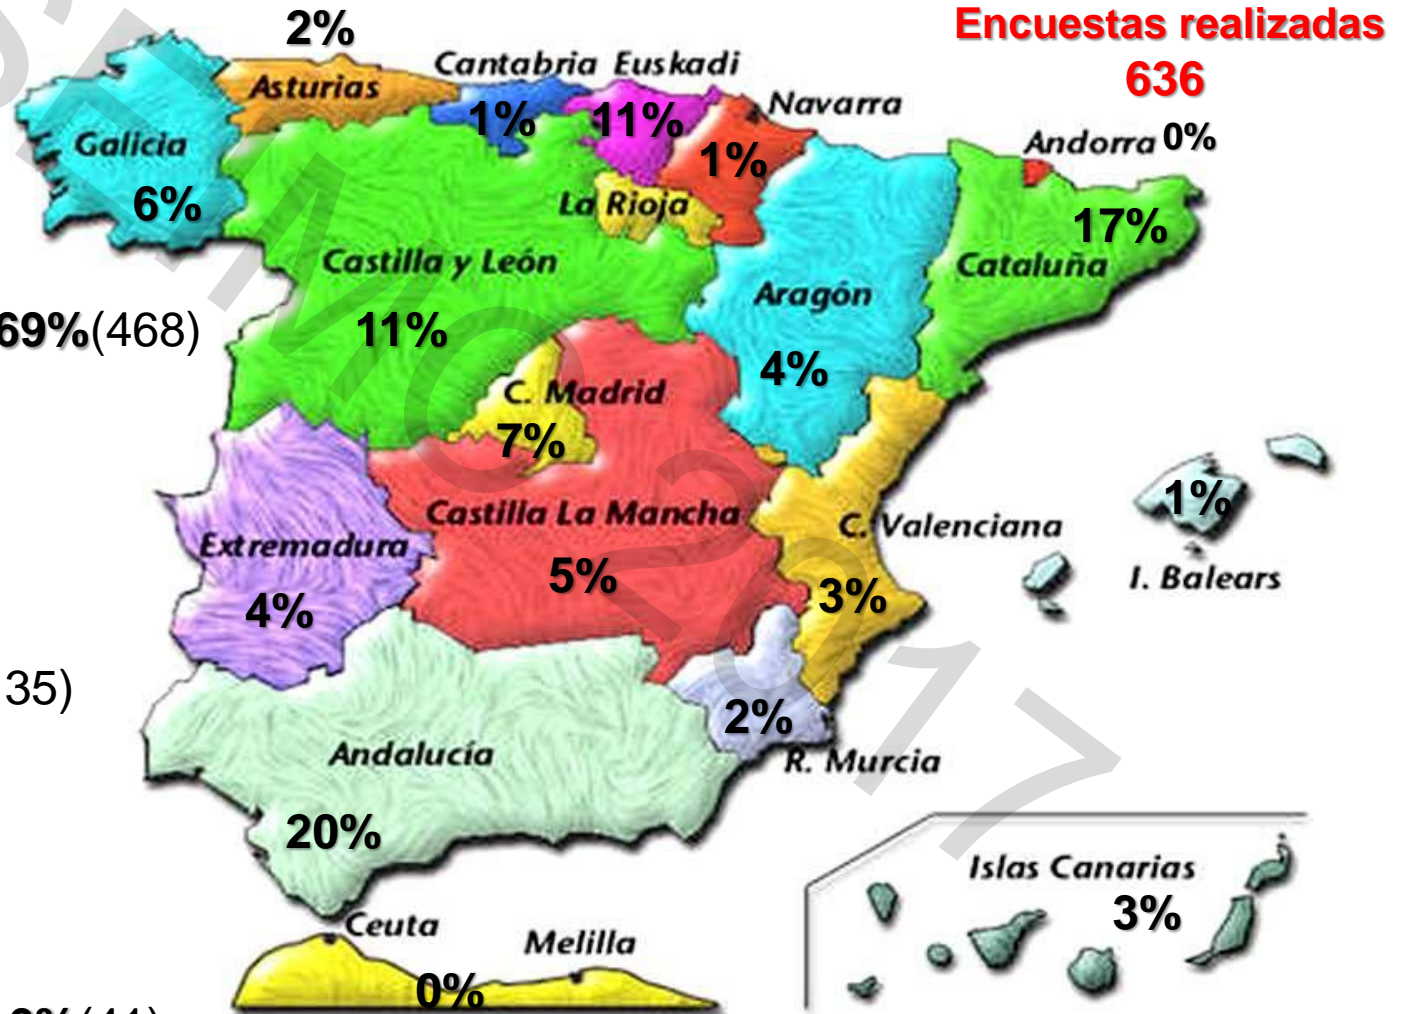 Encuestas realizadas
636
2%
Asturias
Cantabria
Euskadi
Navarra
Andorra 0%
Galicia
6%
1%
11%
1%
La Rioja
17%
Cataluña
Castilla y León
11%
Aragón
4%
69%(468)
C. Madrid
7%
Castilla La Mancha
5%
Extremadura
4%
C. Valenciana
3%
1%
I. Balears
35)
Andalucía
20%
2%
R. Murcia
Islas Canarias
3%
Ceuta
Melilla
0%
SEMO 2017